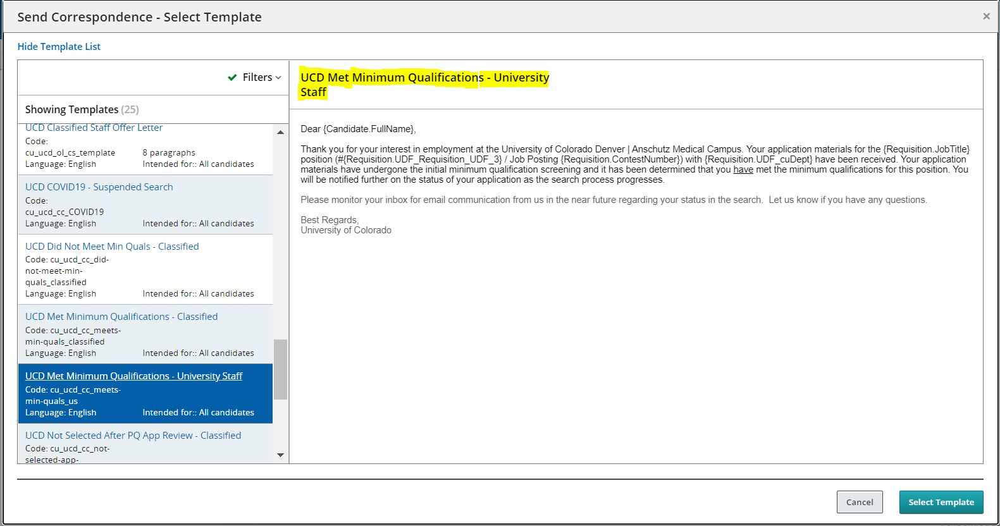 Send Correspondence - Select Template
×
Hide Template List
Filters
Showing Templates (25)
UCD Classified Staff Offer Letter
Code:
cu_ucd_ol_cs_template 8 paragraphs
Language: English Intended for:: All candidates
UCD COVID19 - Suspended Search
Code:
cu_ucd_cc_COVID19
Language: English Intended for:: All candidates
UCD Did Not Meet Min Quals - Classified
Code: cu_ucd_cc_did-
not-meet-min-
quals_classified
Language: English Intended for:: All candidates
UCD Met Minimum Qualifications - Classified
Code: cu_ucd_cc_meets-
min-quals_classified
Language: English Intended for:: All candidates
UCD Met Minimum Qualifications - University Staff
Code: cu_ucd_cc_meets-
min-quals_us
Language: English Intended for:: All candidates
UCD Not Selected After PQ App Review - Classified
Code: cu_ucd_cc_not-
selected-app-
UCD Met Minimum Qualifications - University
Staff
Dear {Candidate.FullName},
Thank you for your interest in employment at the University of Colorado Denver | Anschutz Medical Campus. Your application materials for the {Requisition.JobTitle}
position (#{Requisition.UDF_Requisition_UDF_3} / Job Posting {Requisition.ContestNumber}) with {Requisition.UDF_cuDept} have been received. Your application
materials have undergone the initial minimum qualification screening and it has been determined that you have met the minimum qualifications for this position. You
will be notified further on the status of your application as the search process progresses.
Please monitor your inbox for email communication from us in the near future regarding your status in the search. Let us know if you have any questions.
Best Regards,
University of Colorado
Cancel
Select Template